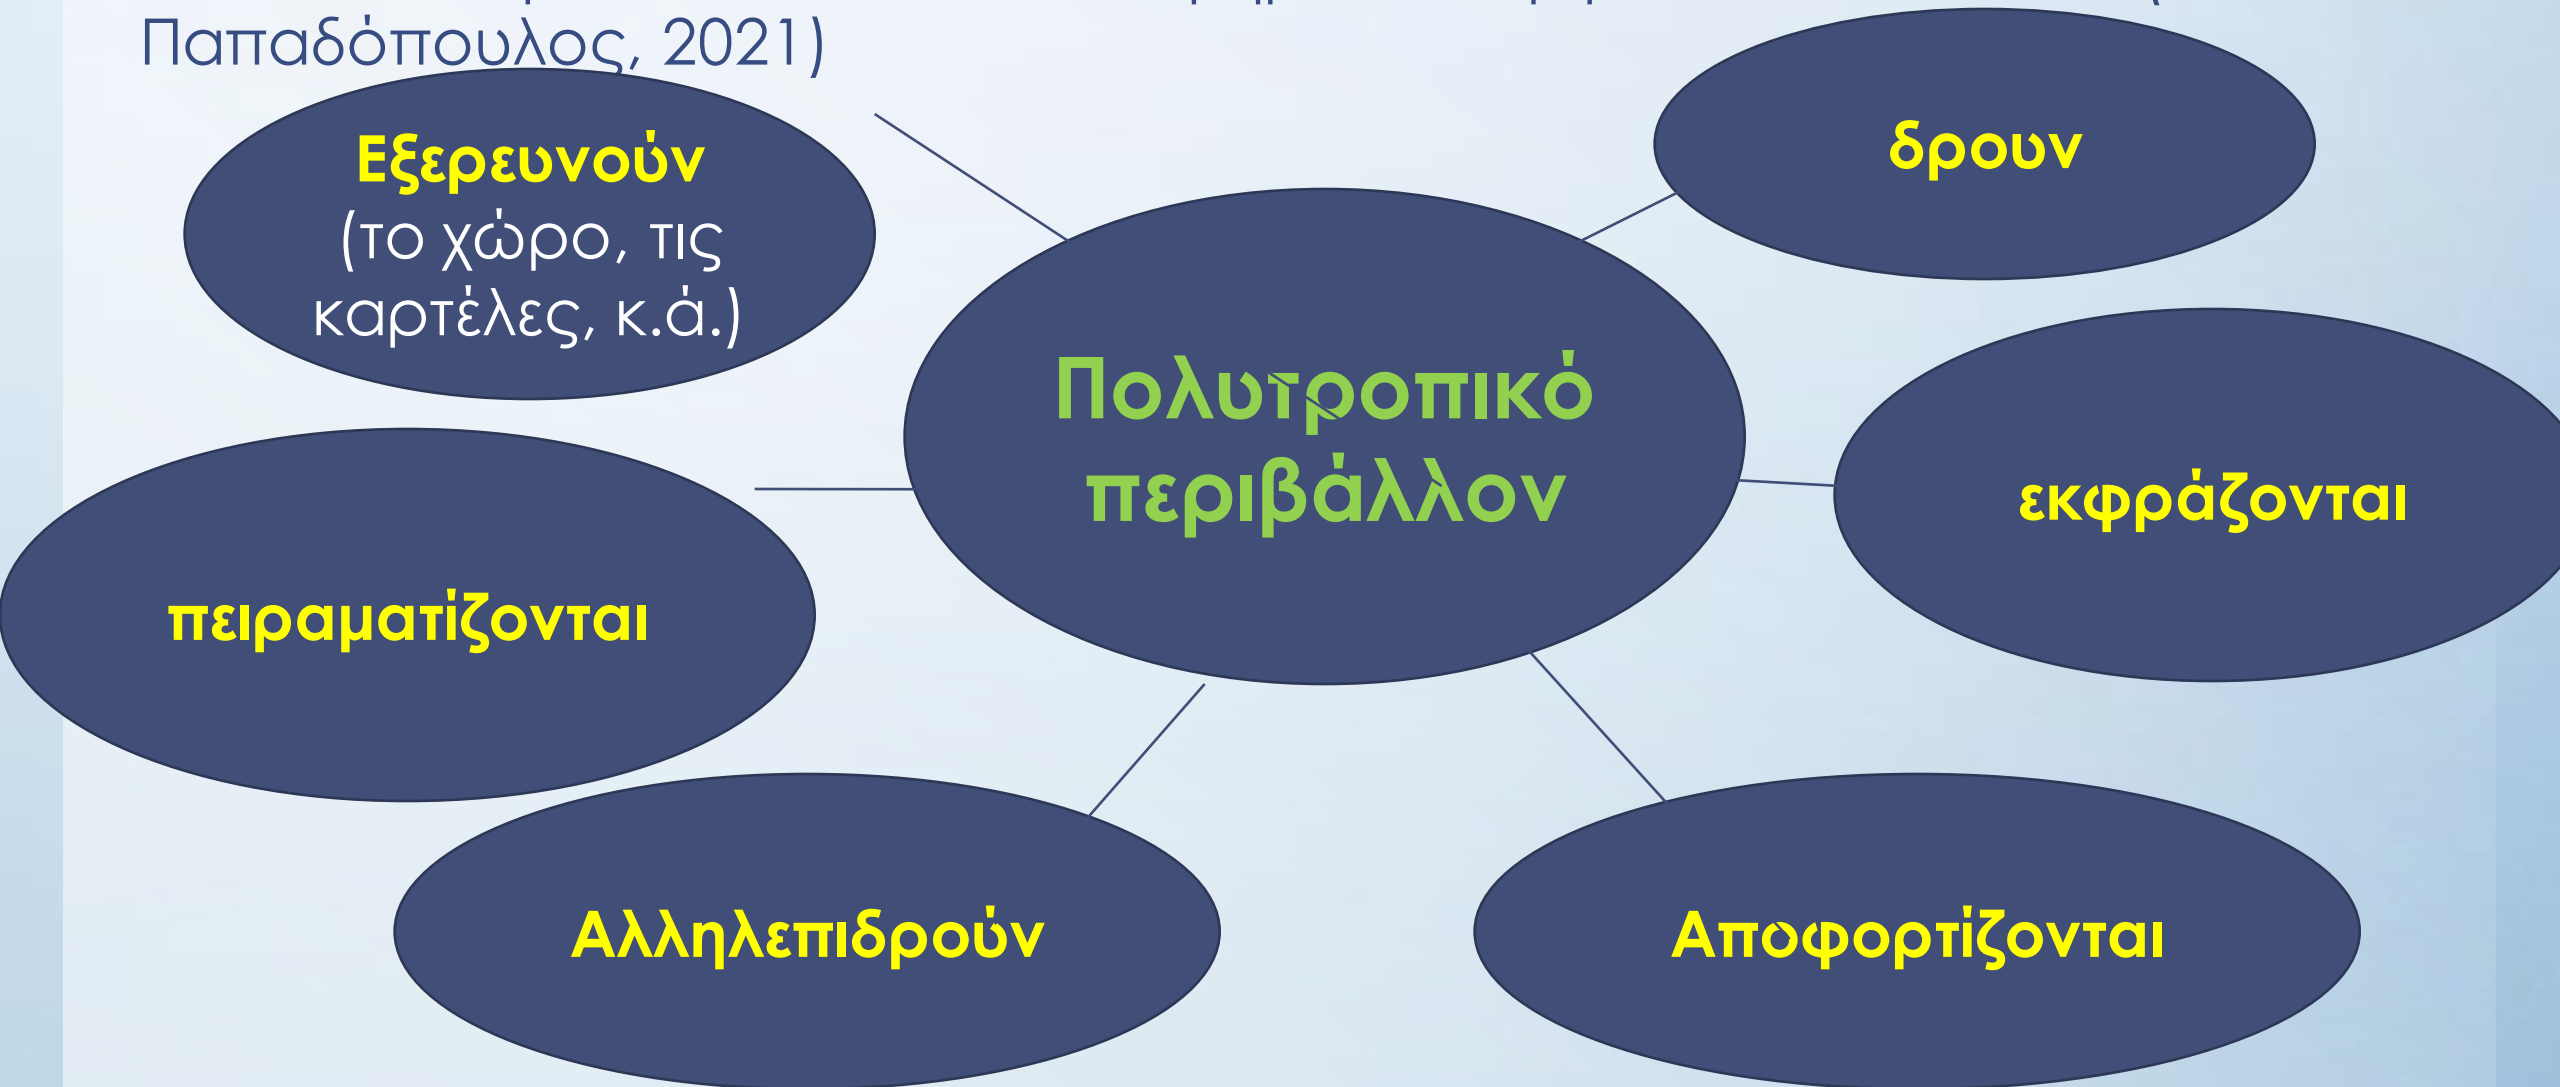 Παπαδόπουλος, 2021)
Εξερευνούν
(το χώρο, τις
καρτέλες, κ.ά.)
δρουν
Πολυτροπικό
περιβάλλον
εκφράζονται
πειραματίζονται
Αλληλεπιδρούν
Αποφορτίζονται